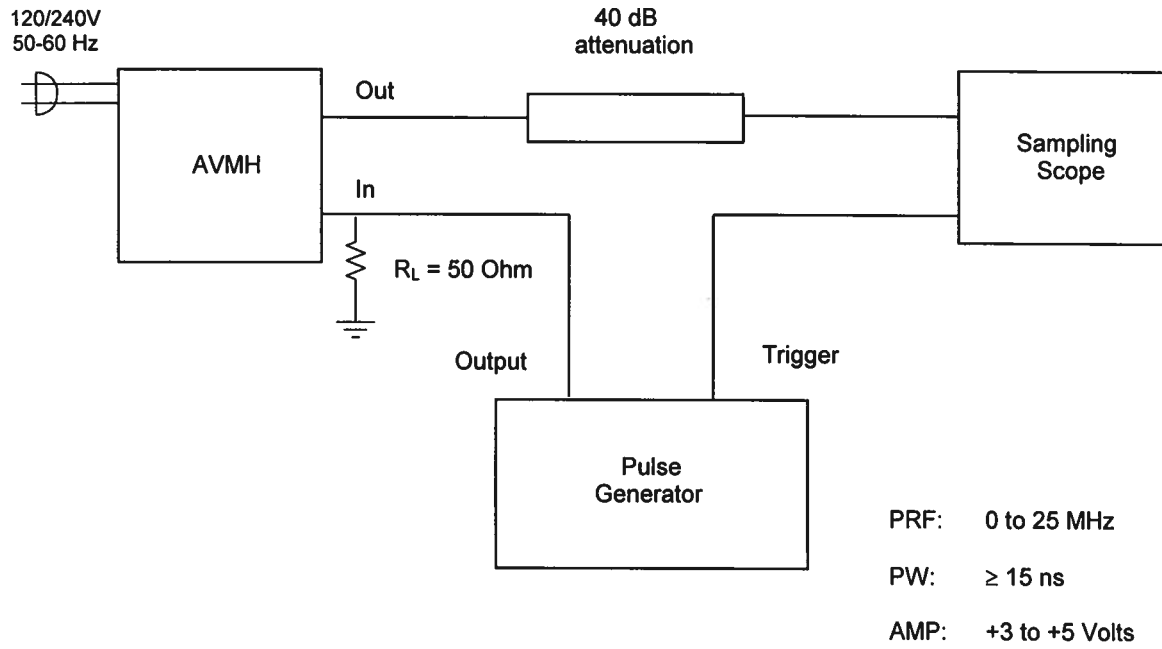 120/240V
50-60 Hz
40 dB
attenuation
Out
AVMH
Sampling
Scope
In
R_L = 50 Ohm
Output
Trigger
Pulse
Generator
PRF: 0 to 25 MHz
PW: ≥ 15 ns
AMP: +3 to +5 Volts